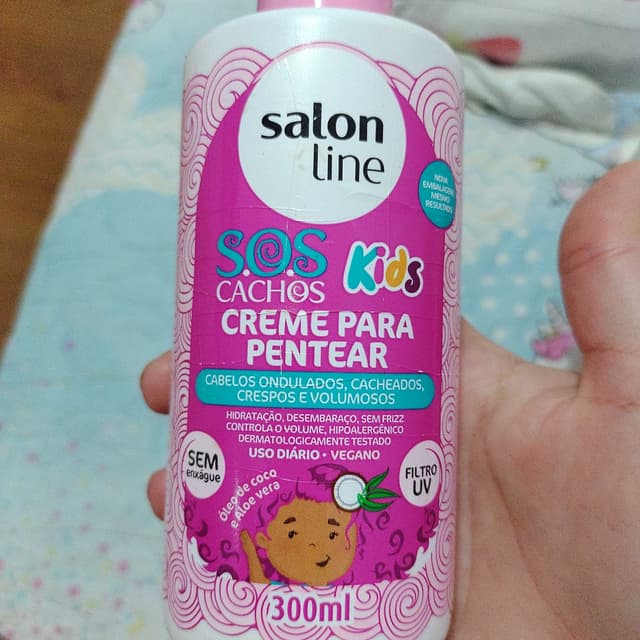 salon
line
NOVA
EMBALAGEM,
MESMO
RESULTADO
S.O.S
CACHOS
Kids
CREME PARA
PENTEAR
CABELOS ONDULADOS, CACHEADOS,
CRESPOS E VOLUMOSOS
HIDRATAÇÃO, DESEMBARAÇO, SEM FRIZZ
CONTROLA O VOLUME, HIPOALERGÊNICO
DERMATOLOGICAMENTE TESTADO
USO DIÁRIO • VEGANO
SEM
enxágue
FILTRO
UV
Óleo de coco
e Aloe vera
300ml